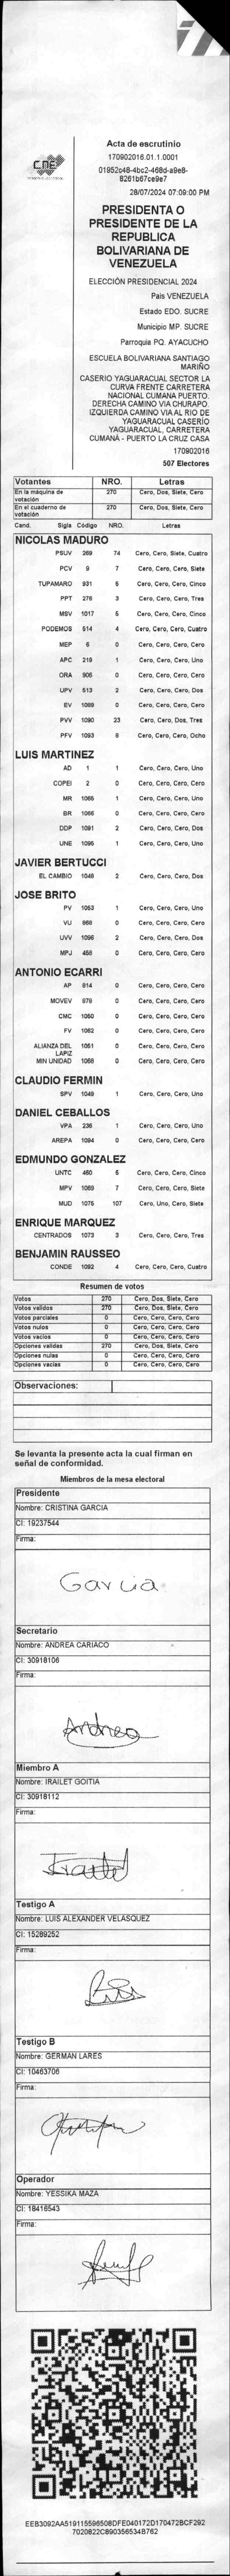 CNE
Acta de escrutinio
170902016.01.1.0001
01952c48-4bc2-468d-a9e8-
8261b67ce9e7
28/07/2024 07:09:00 PM
PRESIDENTA O
PRESIDENTE DE LA
REPUBLICA
BOLIVARIANA DE
VENEZUELA
ELECCIÓN PRESIDENCIAL 2024
Pais VENEZUELA
Estado EDO. SUCRE
Municipio MP. SUCRE
Parroquia PQ. AYACUCHO
ESCUELA BOLIVARIANA SANTIAGO
MARIÑO
CASERIO YAGUARACUAL SECTOR LA
CURVA FRENTE CARRETERA
NACIONAL CUMANA PUERTO.
DERECHA CAMINO VIA CHURAPO.
IZQUIERDA CAMINO VIA AL RIO DE
YAGUARACUAL CASERÍO
YAGUARACUAL, CARRETERA
CUMANÁ - PUERTO LA CRUZ CASA
170902016
507 Electores
Votantes NRO. Letras
En la máquina de votación 270 Cero, Dos, Siete, Cero
En el cuaderno de votación 270 Cero, Dos, Siete, Cero
Cand. Sigla Código NRO. Letras
NICOLAS MADURO
PSUV 269 74 Cero, Cero, Siete, Cuatro
PCV 9 7 Cero, Cero, Cero, Siete
TUPAMARO 931 5 Cero, Cero, Cero, Cinco
PPT 276 3 Cero, Cero, Cero, Tres
MSV 1017 5 Cero, Cero, Cero, Cinco
PODEMOS 514 4 Cero, Cero, Cero, Cuatro
MEP 6 0 Cero, Cero, Cero, Cero
APC 219 1 Cero, Cero, Cero, Uno
ORA 906 0 Cero, Cero, Cero, Cero
UPV 513 2 Cero, Cero, Cero, Dos
EV 1089 0 Cero, Cero, Cero, Cero
PVV 1090 23 Cero, Cero, Dos, Tres
PFV 1093 8 Cero, Cero, Cero, Ocho
LUIS MARTINEZ
AD 1 1 Cero, Cero, Cero, Uno
COPEI 2 0 Cero, Cero, Cero, Cero
MR 1065 1 Cero, Cero, Cero, Uno
BR 1066 0 Cero, Cero, Cero, Cero
DDP 1091 2 Cero, Cero, Cero, Dos
UNE 1095 1 Cero, Cero, Cero, Uno
JAVIER BERTUCCI
EL CAMBIO 1048 2 Cero, Cero, Cero, Dos
JOSE BRITO
PV 1053 1 Cero, Cero, Cero, Uno
VU 868 0 Cero, Cero, Cero, Cero
UVV 1096 2 Cero, Cero, Cero, Dos
MPJ 458 0 Cero, Cero, Cero, Cero
ANTONIO ECARRI
AP 814 0 Cero, Cero, Cero, Cero
MOVEV 979 0 Cero, Cero, Cero, Cero
CMC 1050 0 Cero, Cero, Cero, Cero
FV 1062 0 Cero, Cero, Cero, Cero
ALIANZA DEL LAPIZ 1051 0 Cero, Cero, Cero, Cero
MIN UNIDAD 1068 0 Cero, Cero, Cero, Cero
CLAUDIO FERMIN
SPV 1049 1 Cero, Cero, Cero, Uno
DANIEL CEBALLOS
VPA 236 1 Cero, Cero, Cero, Uno
AREPA 1094 0 Cero, Cero, Cero, Cero
EDMUNDO GONZALEZ
UNTC 460 5 Cero, Cero, Cero, Cinco
MPV 1069 7 Cero, Cero, Cero, Siete
MUD 1075 107 Cero, Uno, Cero, Siete
ENRIQUE MARQUEZ
CENTRADOS 1073 3 Cero, Cero, Cero, Tres
BENJAMIN RAUSSEO
CONDE 1092 4 Cero, Cero, Cero, Cuatro
Resumen de votos
Votos 270 Cero, Dos, Siete, Cero
Votos validos 270 Cero, Dos, Siete, Cero
Votos parciales 0 Cero, Cero, Cero, Cero
Votos nulos 0 Cero, Cero, Cero, Cero
Votos vacios 0 Cero, Cero, Cero, Cero
Opciones validas 270 Cero, Dos, Siete, Cero
Opciones nulas 0 Cero, Cero, Cero, Cero
Opciones vacias 0 Cero, Cero, Cero, Cero
Observaciones:
Se levanta la presente acta la cual firman en
señal de conformidad.
Miembros de la mesa electoral
Presidente
Nombre: CRISTINA GARCIA
CI: 19237544
Firma:
Garcia
Secretario
Nombre: ANDREA CARIACO
CI: 30918106
Firma:
Andrea
Miembro A
Nombre: IRAILET GOITIA
CI: 30918112
Firma:
Irailet
Testigo A
Nombre: LUIS ALEXANDER VELASQUEZ
CI: 15289252
Firma:
Testigo B
Nombre: GERMAN LARES
CI: 10463706
Firma:
Operador
Nombre: YESSIKA MAZA
CI: 18416543
Firma:
EEB3092AA519115596508DFE040172D170472BCF292
7020822C890356534B762